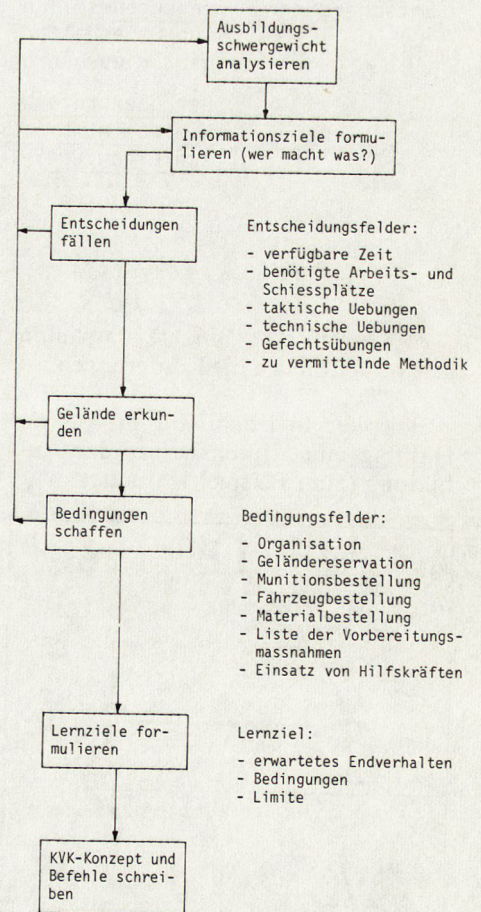 Ausbildungs-
schwergewicht
analysieren
Informationsziele formu-
lieren (wer macht was?)
Entscheidungen
fällen
Entscheidungsfelder:
- verfügbare Zeit
- benötigte Arbeits- und
Schiessplätze
- taktische Uebungen
- technische Uebungen
- Gefechtsübungen
- zu vermittelnde Methodik
Gelände erkun-
den
Bedingungen
schaffen
Bedingungsfelder:
- Organisation
- Geländereservation
- Munitionsbestellung
- Fahrzeugbestellung
- Materialbestellung
- Liste der Vorbereitungs-
massnahmen
- Einsatz von Hilfskräften
Lernziele for-
mulieren
Lernziel:
- erwartetes Endverhalten
- Bedingungen
- Limite
KVK-Konzept und
Befehle schrei-
ben